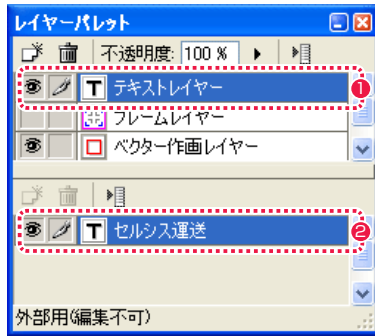 レイヤーパレット
不透明度: 100 %
T テキストレイヤー 1
フレームレイヤー
ベクター作画レイヤー
T セルシス運送 2
外部用(編集不可)